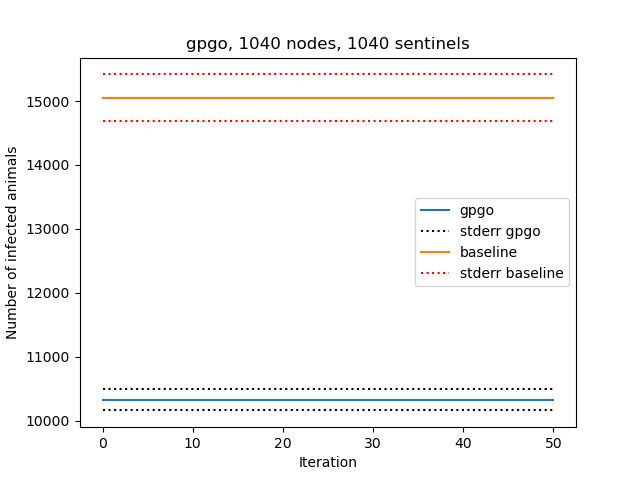 gpgo, 1040 nodes, 1040 sentinels
Number of infected animals
15000
14000
13000
12000
11000
10000
gpgo
stderr gpgo
baseline
stderr baseline
0 10 20 30 40 50
Iteration